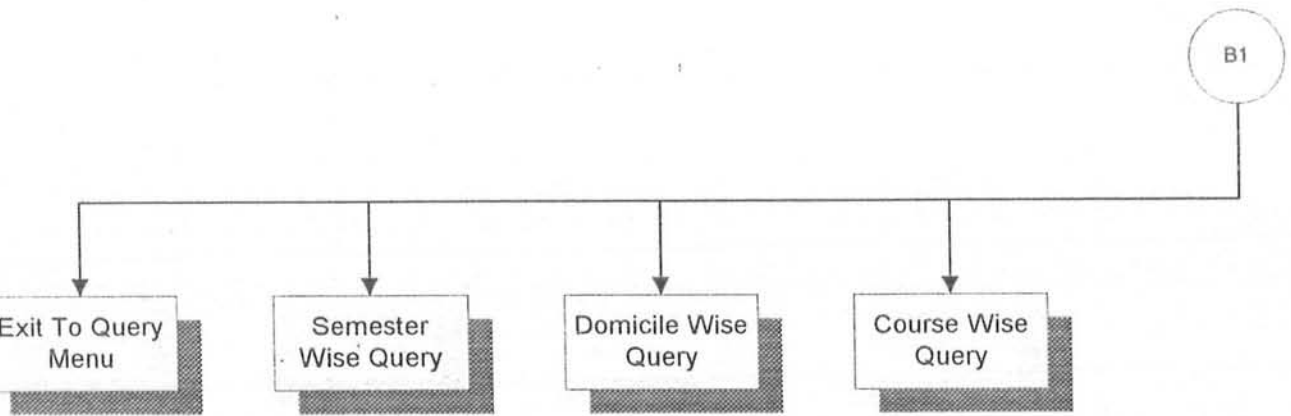 B1
Exit To Query
Menu
Semester
Wise Query
Domicile Wise
Query
Course Wise
Query